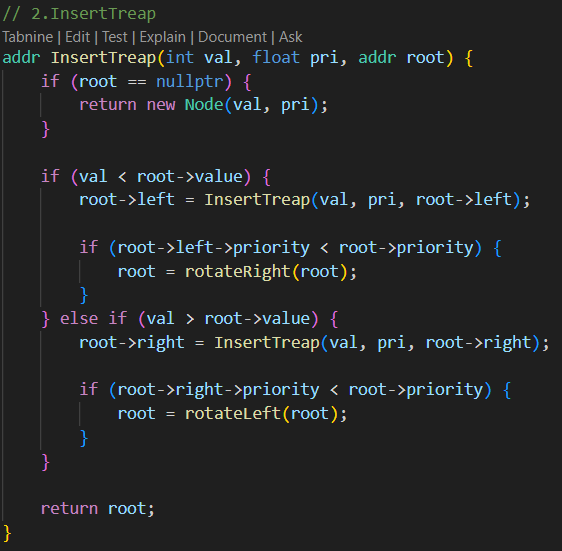 // 2.InsertTreap
Tabnine | Edit | Test | Explain | Document | Ask
addr InsertTreap(int val, float pri, addr root) {
    if (root == nullptr) {
        return new Node(val, pri);
    }

    if (val < root->value) {
        root->left = InsertTreap(val, pri, root->left);

        if (root->left->priority < root->priority) {
            root = rotateRight(root);
        }
    } else if (val > root->value) {
        root->right = InsertTreap(val, pri, root->right);

        if (root->right->priority < root->priority) {
            root = rotateLeft(root);
        }
    }

    return root;
}